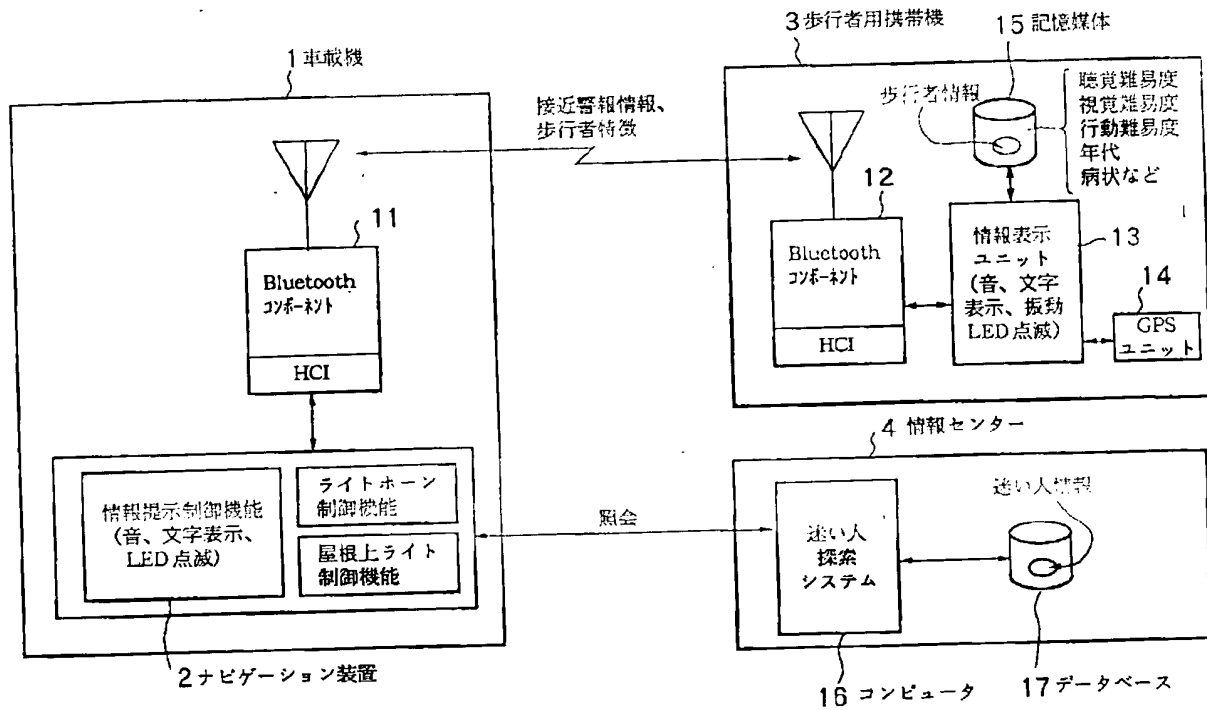 1 車載機
接近警報情報、
歩行者特徴
11
Bluetooth
コンポーネント
HCI
情報提示制御機能
(音、文字表示、
LED点滅)
ライトホーン
制御機能
屋根上ライト
制御機能
2 ナビゲーション装置
3 歩行者用携帯機
15 記憶媒体
歩行者情報
聴覚難易度
視覚難易度
行動難易度
年代
病状など
12
Bluetooth
コンポーネント
HCI
情報表示
ユニット
(音、文字
表示、振動
LED点滅)
13
14
GPS
ユニット
4 情報センター
照会
迷い人
探索
システム
迷い人情報
16 コンピュータ
17 データベース